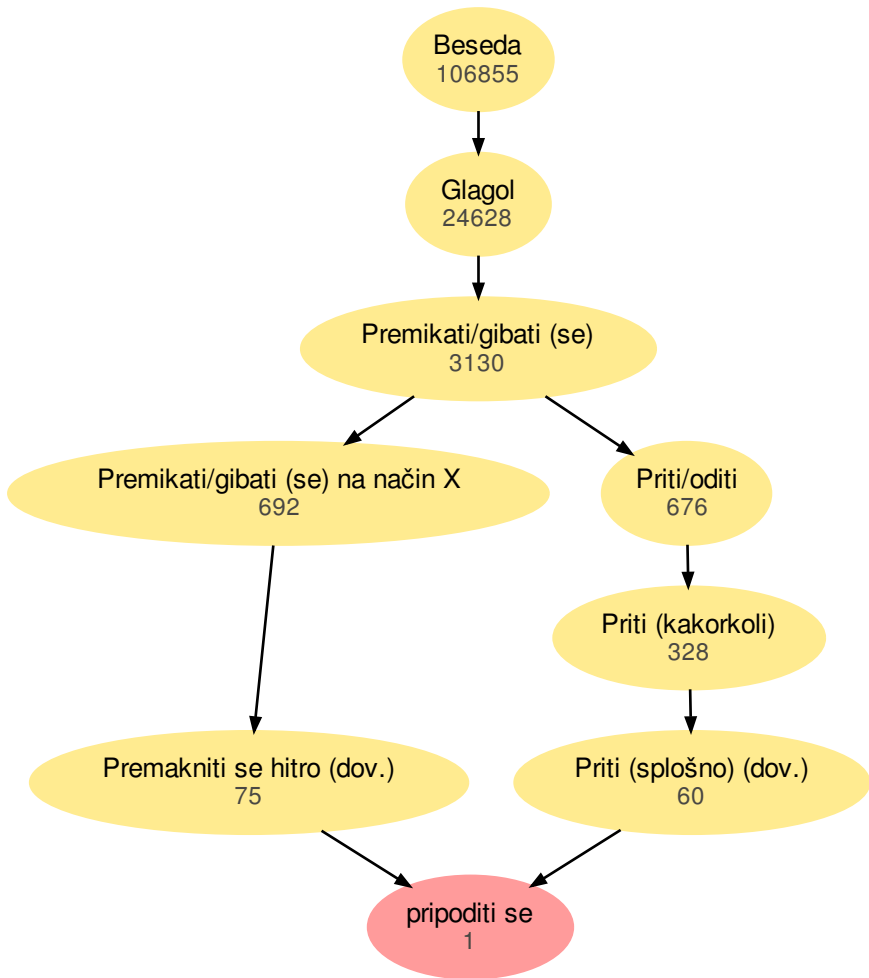 Beseda
106855
Glagol
24628
Premikati/gibati (se)
3130
Premikati/gibati (se) na način X
692
Priti/oditi
676
Priti (kakorkoli)
328
Premakniti se hitro (dov.)
75
Priti (splošno) (dov.)
60
pripoditi se
1